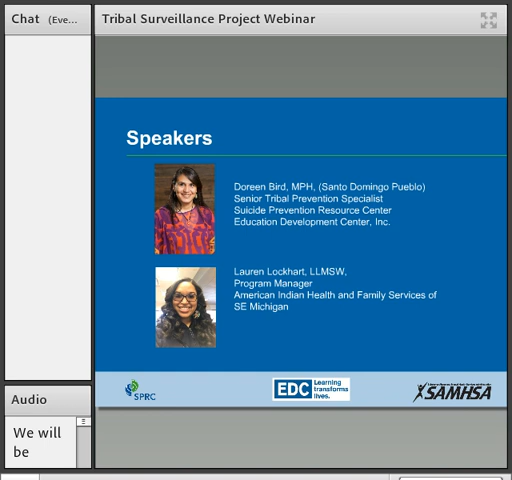 Chat (Eve...
Tribal Surveillance Project Webinar
Speakers
Doreen Bird, MPH, (Santo Domingo Pueblo)
Senior Tribal Prevention Specialist
Suicide Prevention Resource Center
Education Development Center, Inc.
Lauren Lockhart, LLMSW,
Program Manager
American Indian Health and Family Services of
SE Michigan
SPRC
EDC Learning
transforms
lives.
SAMHSA
Audio
We will
be